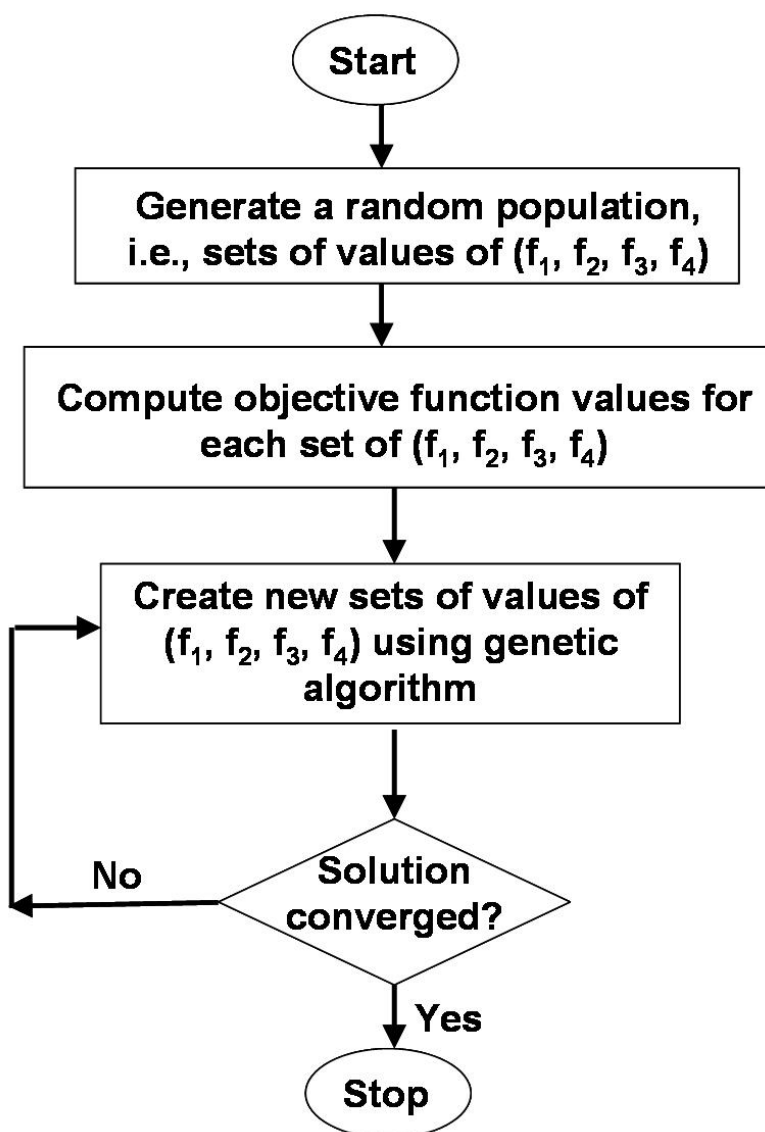 Start
Generate a random population,
i.e., sets of values of (f₁, f₂, f₃, f₄)
Compute objective function values for
each set of (f₁, f₂, f₃, f₄)
Create new sets of values of
(f₁, f₂, f₃, f₄) using genetic
algorithm
Solution
converged?
No
Yes
Stop